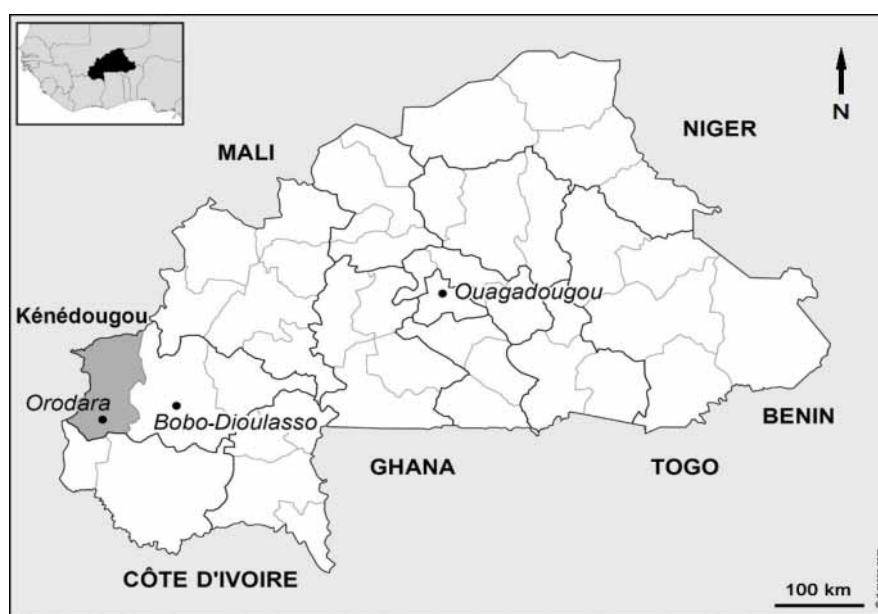 NIGER
N
MALI
Ouagadougou
Kénédougou
Orodara
Bobo-Dioulasso
BENIN
GHANA
TOGO
CÔTE D'IVOIRE
100 km